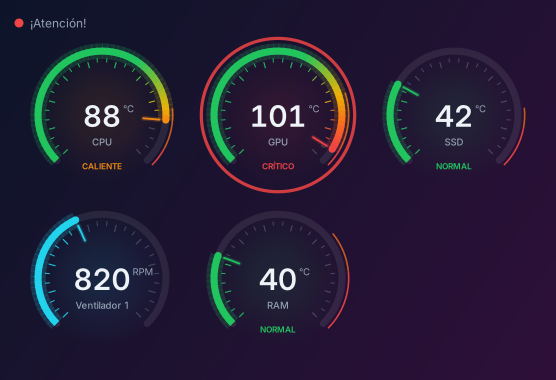 ¡Atención!
88 °C
CPU
CALIENTE
101 °C
GPU
CRÍTICO
42 °C
SSD
NORMAL
820 RPM
Ventilador 1
40 °C
RAM
NORMAL